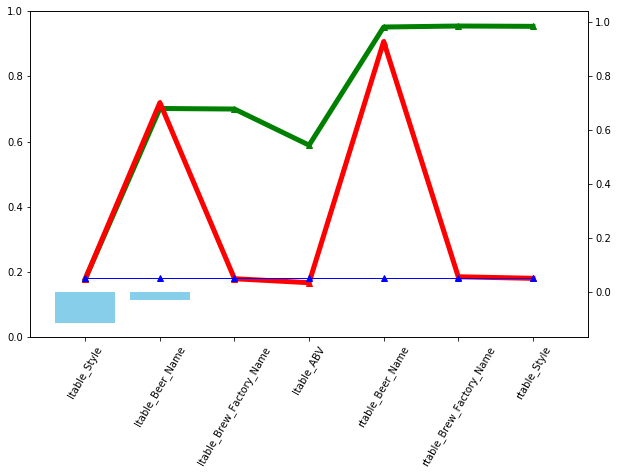 1.0
0.8
0.6
0.4
0.2
0.0
1.0
0.8
0.6
0.4
0.2
0.0
ltable_Style
ltable_Beer_Name
ltable_Brew_Factory_Name
ltable_ABV
rtable_Beer_Name
rtable_Brew_Factory_Name
rtable_Style